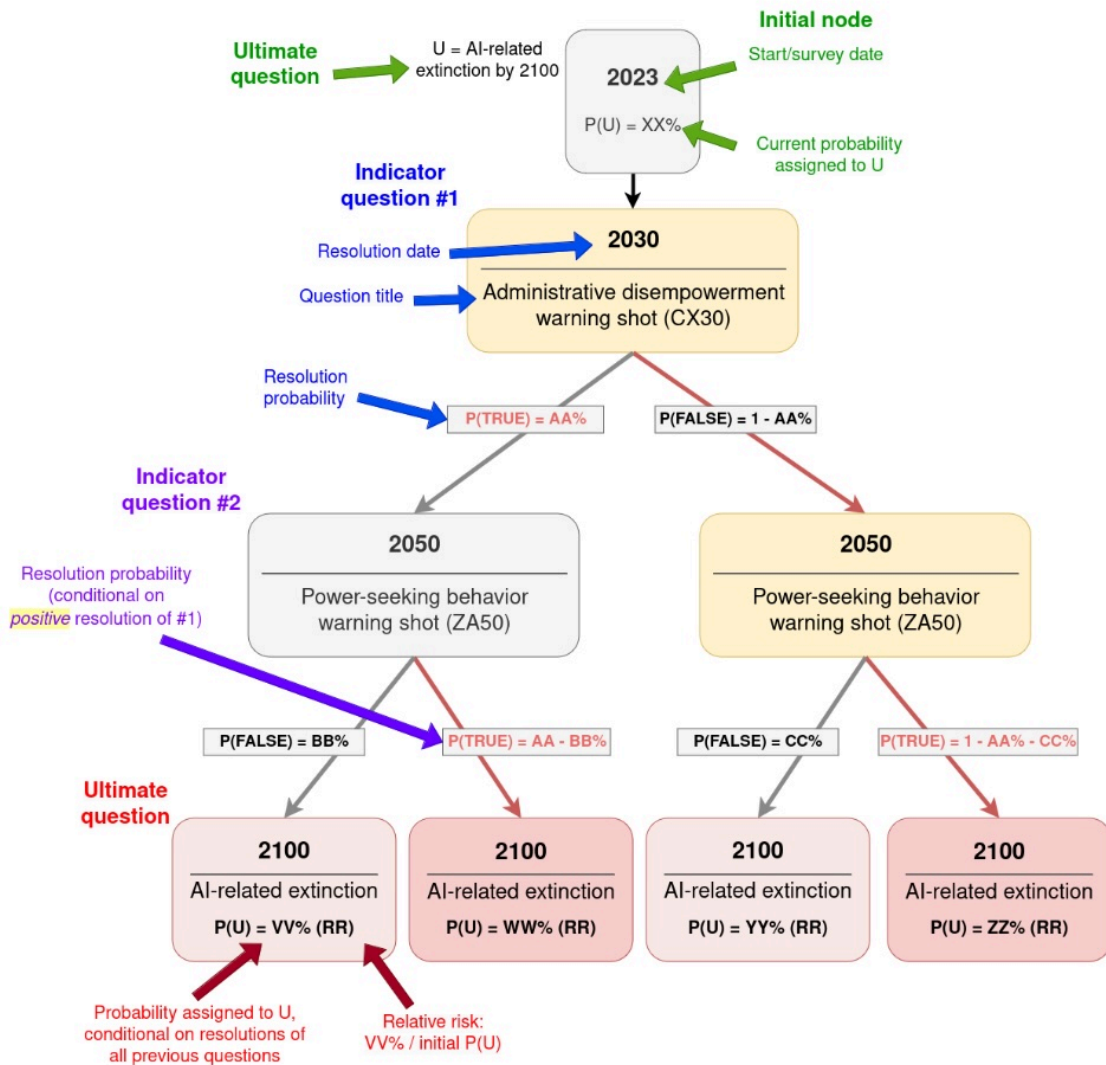 Ultimate
question
U = AI-related
extinction by 2100
Initial node
2023
Start/survey date
P(U) = XX%
Current probability
assigned to U
Indicator
question #1
Resolution date
2030
Question title
Administrative disempowerment
warning shot (CX30)
Resolution
probability
P(TRUE) = AA%
P(FALSE) = 1 - AA%
Indicator
question #2
2050
Power-seeking behavior
warning shot (ZA50)
2050
Power-seeking behavior
warning shot (ZA50)
Resolution probability
(conditional on
positive resolution of #1)
P(FALSE) = BB%
P(TRUE) = AA - BB%
P(FALSE) = CC%
P(TRUE) = 1 - AA% - CC%
Ultimate
question
2100
AI-related extinction
P(U) = VV% (RR)
2100
AI-related extinction
P(U) = WW% (RR)
2100
AI-related extinction
P(U) = YY% (RR)
2100
AI-related extinction
P(U) = ZZ% (RR)
Probability assigned to U,
conditional on resolutions of
all previous questions
Relative risk:
VV% / initial P(U)